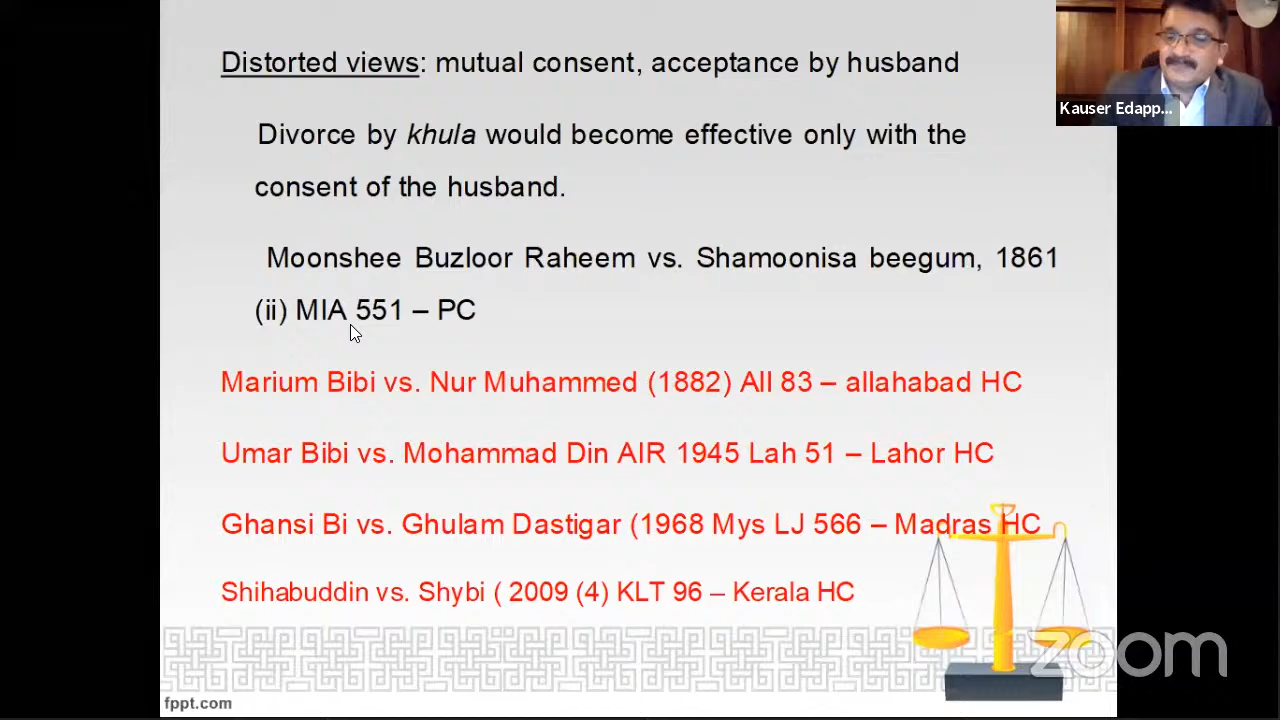 Distorted views: mutual consent, acceptance by husband
Kauser Edapp...
Divorce by khula would become effective only with the
consent of the husband.
Moonshee Buzloor Raheem vs. Shamoonisa beegum, 1861
(ii) MIA 551 – PC
Marium Bibi vs. Nur Muhammed (1882) All 83 – allahabad HC
Umar Bibi vs. Mohammad Din AIR 1945 Lah 51 – Lahor HC
Ghansi Bi vs. Ghulam Dastigar (1968 Mys LJ 566 – Madras HC
Shihabuddin vs. Shybi ( 2009 (4) KLT 96 – Kerala HC
zoom
fppt.com